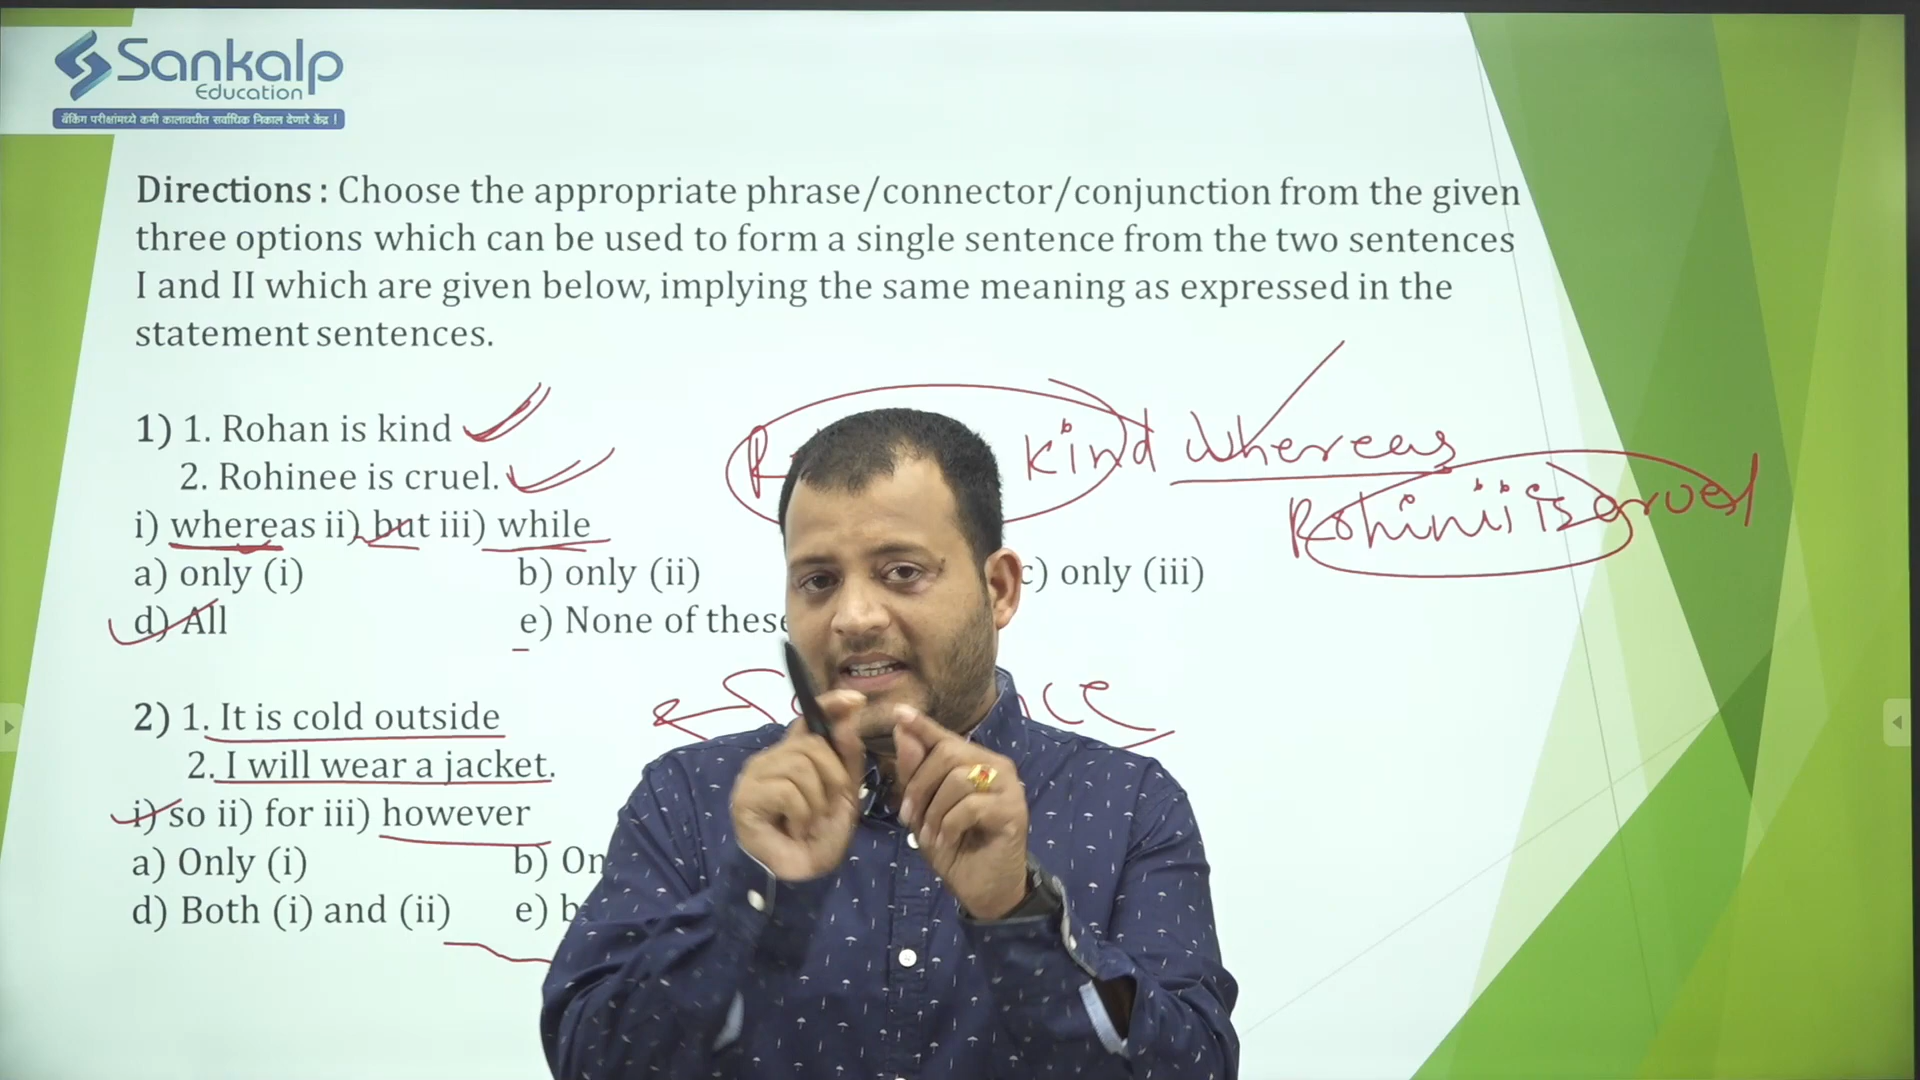 Sankalp
Education
बँकिंग परीक्षांमध्ये कमी कालावधीत सर्वाधिक निकाल देणारे केंद्र !
Directions : Choose the appropriate phrase/connector/conjunction from the given
three options which can be used to form a single sentence from the two sentences
I and II which are given below, implying the same meaning as expressed in the
statement sentences.
1) 1. Rohan is kind
2. Rohinee is cruel.
kind whereas
Rohinii is cruel
i) whereas ii) but iii) while
a) only (i) b) only (ii) c) only (iii)
d) All e) None of these
2) 1. It is cold outside
2. I will wear a jacket.
i) so ii) for iii) however
a) Only (i) b)
d) Both (i) and (ii) e)